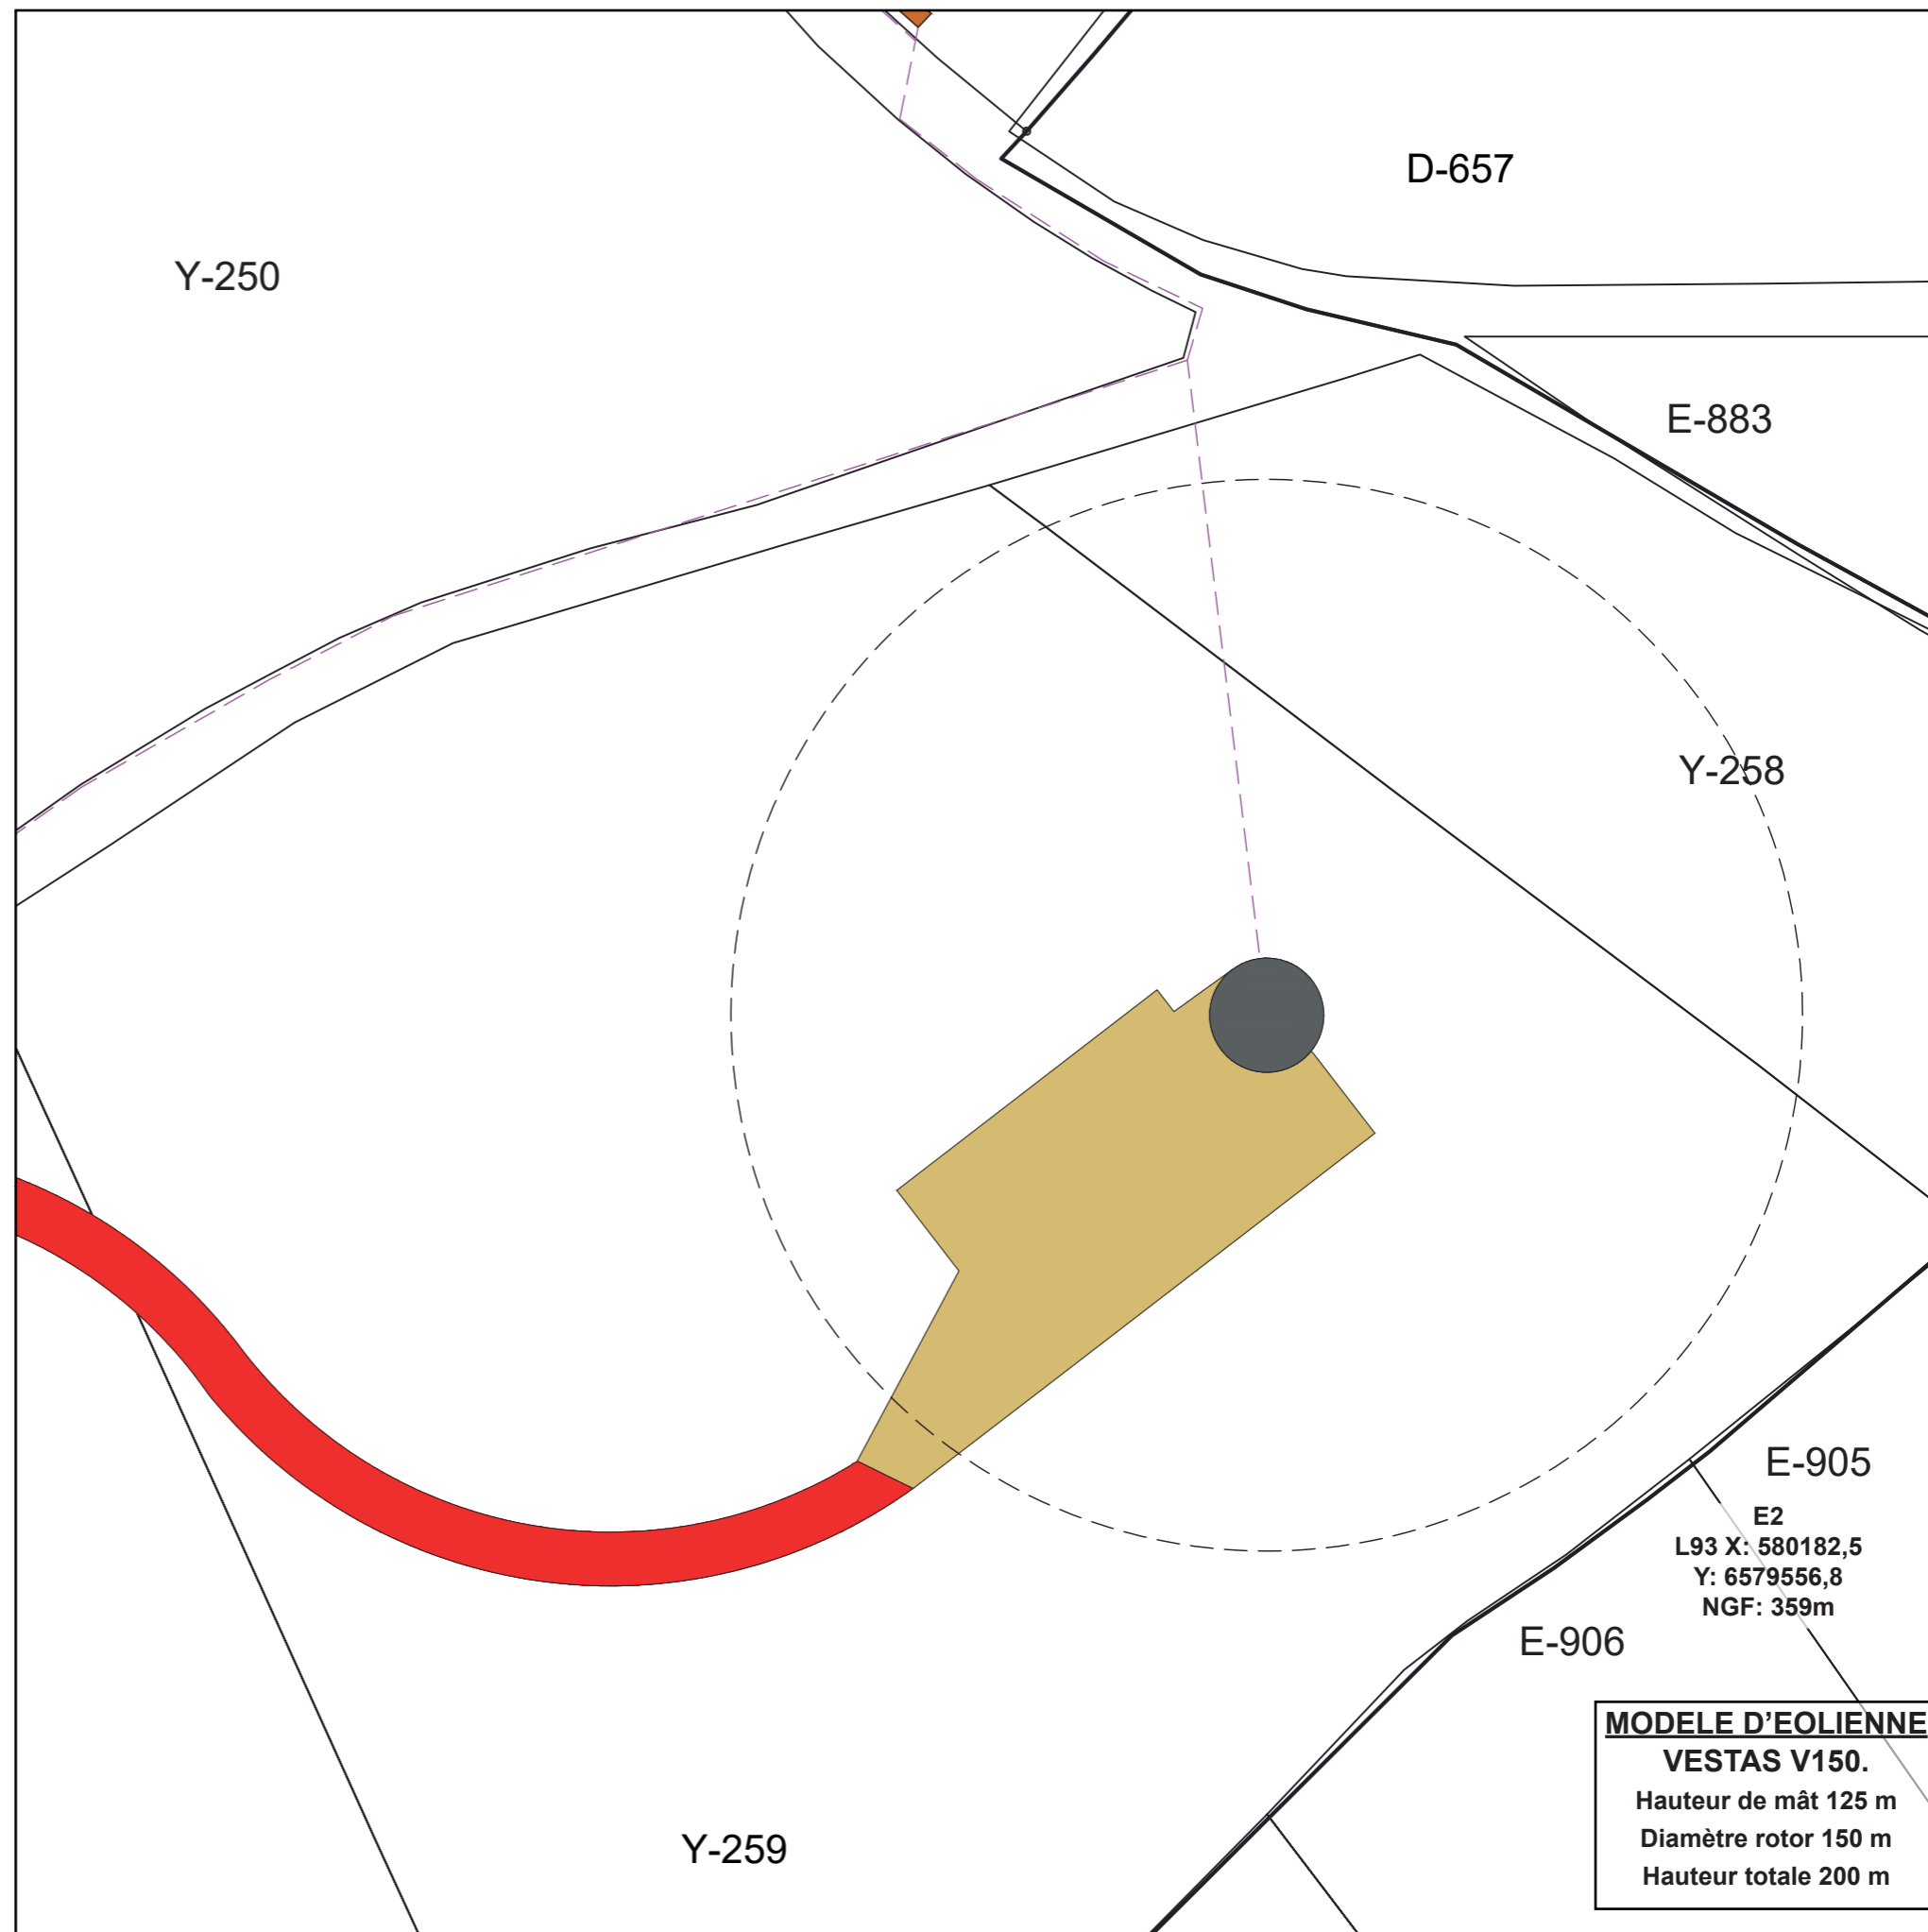 D-657
Y-250
E-883
Y-258
E-905
E2
L93 X: 580182,5
Y: 6579556,8
NGF: 359m
E-906
MODELE D'EOLIENNE
VESTAS V150.
Hauteur de mât 125 m
Diamètre rotor 150 m
Hauteur totale 200 m
Y-259